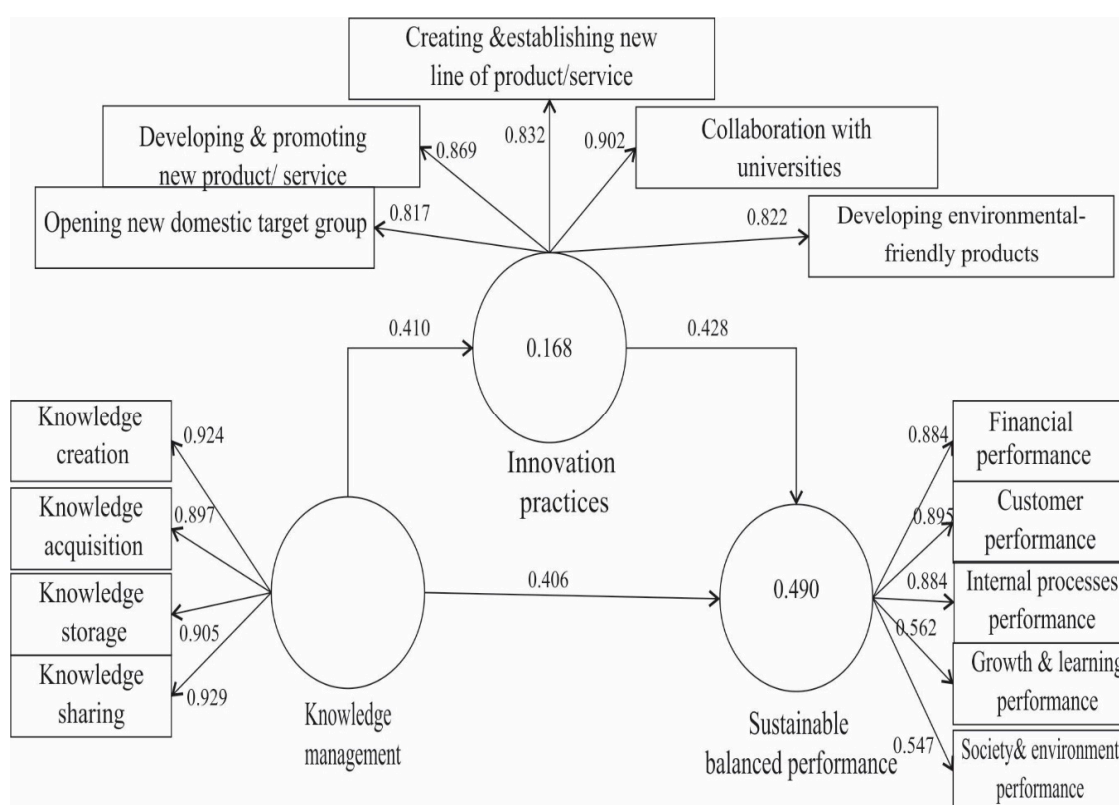 Creating &establishing new
line of product/service
Developing & promoting
new product/ service
Opening new domestic target group
Collaboration with
universities
Developing environmental-
friendly products
0.817
0.869
0.832
0.902
0.822
0.410
0.168
0.428
Innovation
practices
Knowledge
creation
Knowledge
acquisition
Knowledge
storage
Knowledge
sharing
0.924
0.897
0.905
0.929
Knowledge
management
0.406
0.490
Sustainable
balanced performance
0.884
0.895
0.884
0.562
0.547
Financial
performance
Customer
performance
Internal processes
performance
Growth & learning
performance
Society& environment
performance